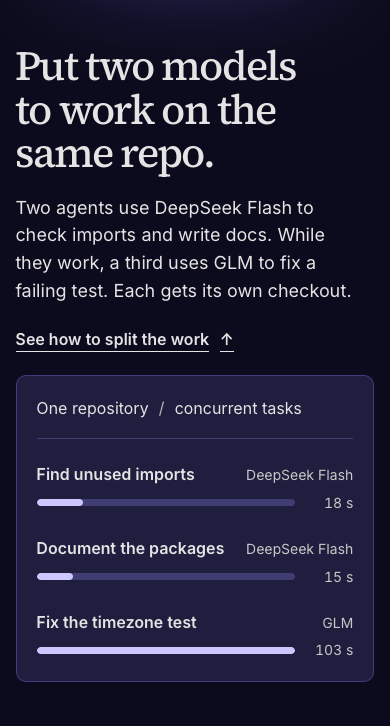 Put two models
to work on the
same repo.
Two agents use DeepSeek Flash to
check imports and write docs. While
they work, a third uses GLM to fix a
failing test. Each gets its own checkout.
See how to split the work ↑
One repository / concurrent tasks
Find unused imports DeepSeek Flash
18 s
Document the packages DeepSeek Flash
15 s
Fix the timezone test GLM
103 s